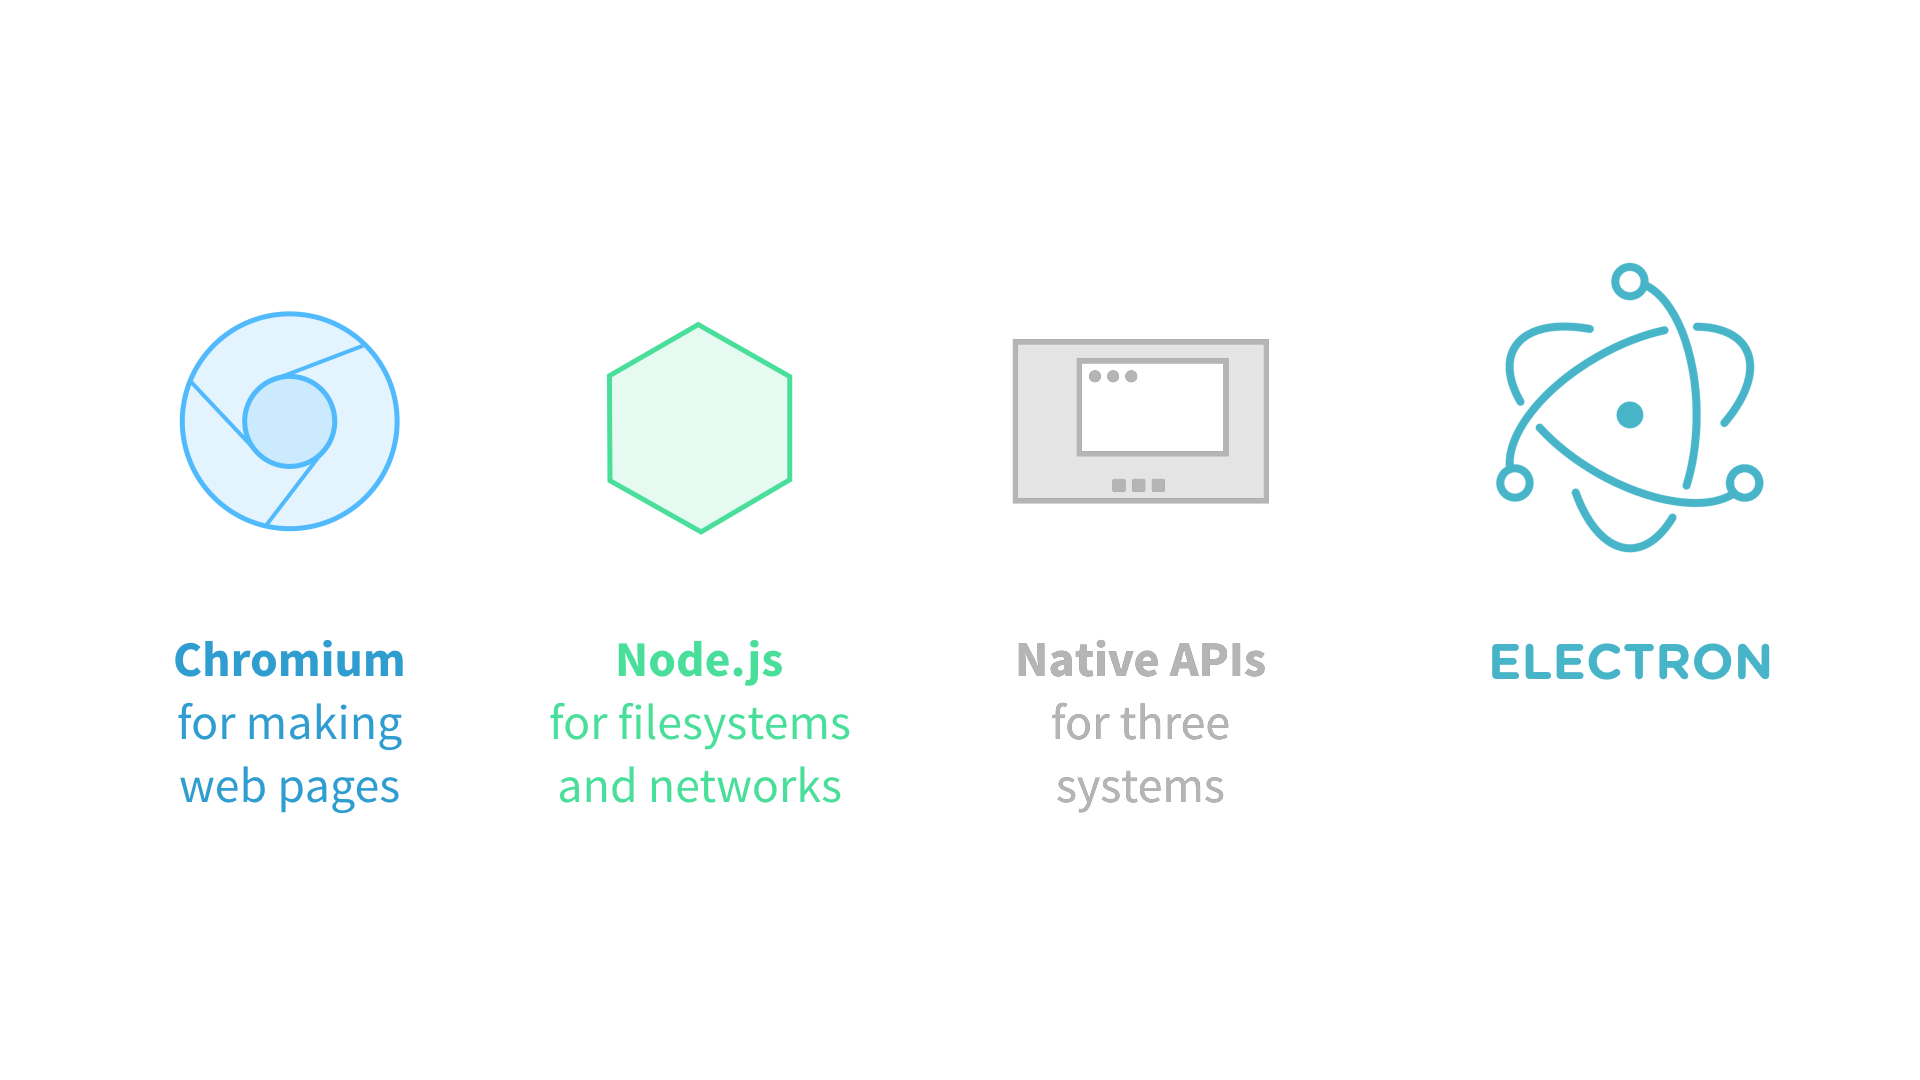 Chromium
for making
web pages
Node.js
for filesystems
and networks
Native APIs
for three
systems
ELECTRON